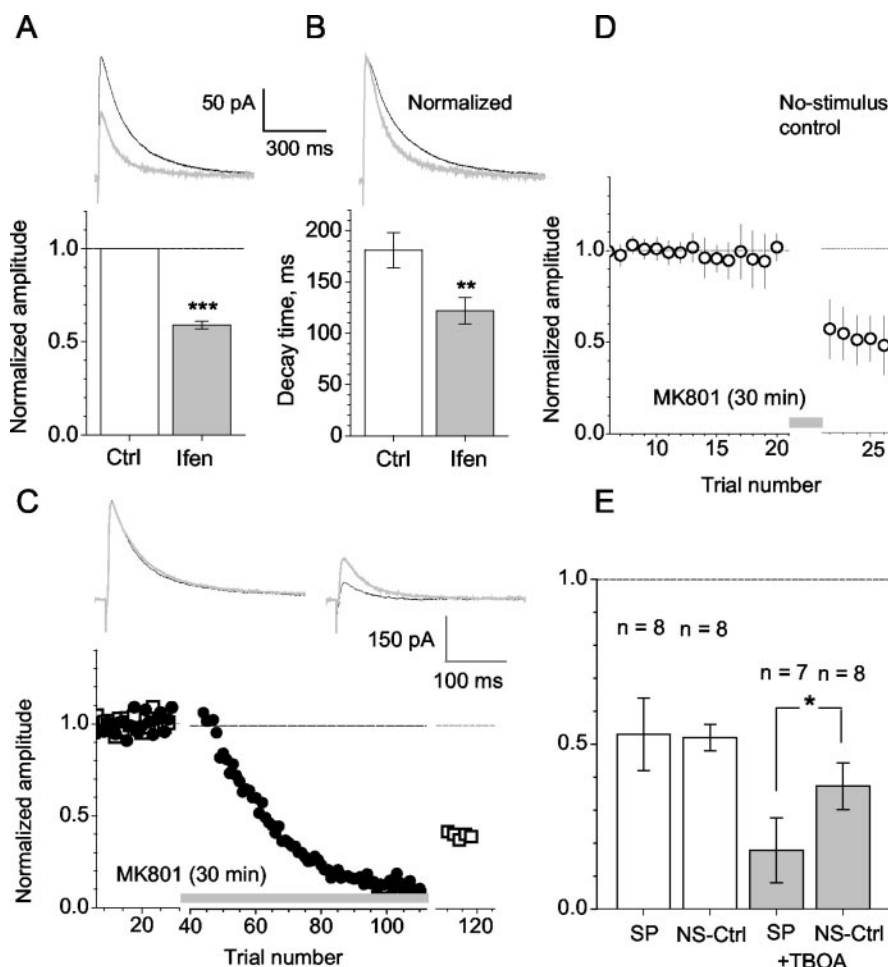 A
50 pA
300 ms
Normalized amplitude
1.0
0.5
0.0
***
Ctrl
Ifen
B
Normalized
Decay time, ms
200
150
100
50
0
**
Ctrl
Ifen
D
No-stimulus
control
Normalized amplitude
1.0
0.5
0.0
MK801 (30 min)
10
15
20
25
Trial number
C
150 pA
100 ms
Normalized amplitude
1.0
0.5
0.0
MK801 (30 min)
20
40
60
80
100
120
Trial number
E
1.0
0.5
0.0
n = 8
n = 8
n = 7
n = 8
*
SP
NS-Ctrl
SP
NS-Ctrl
+TBOA